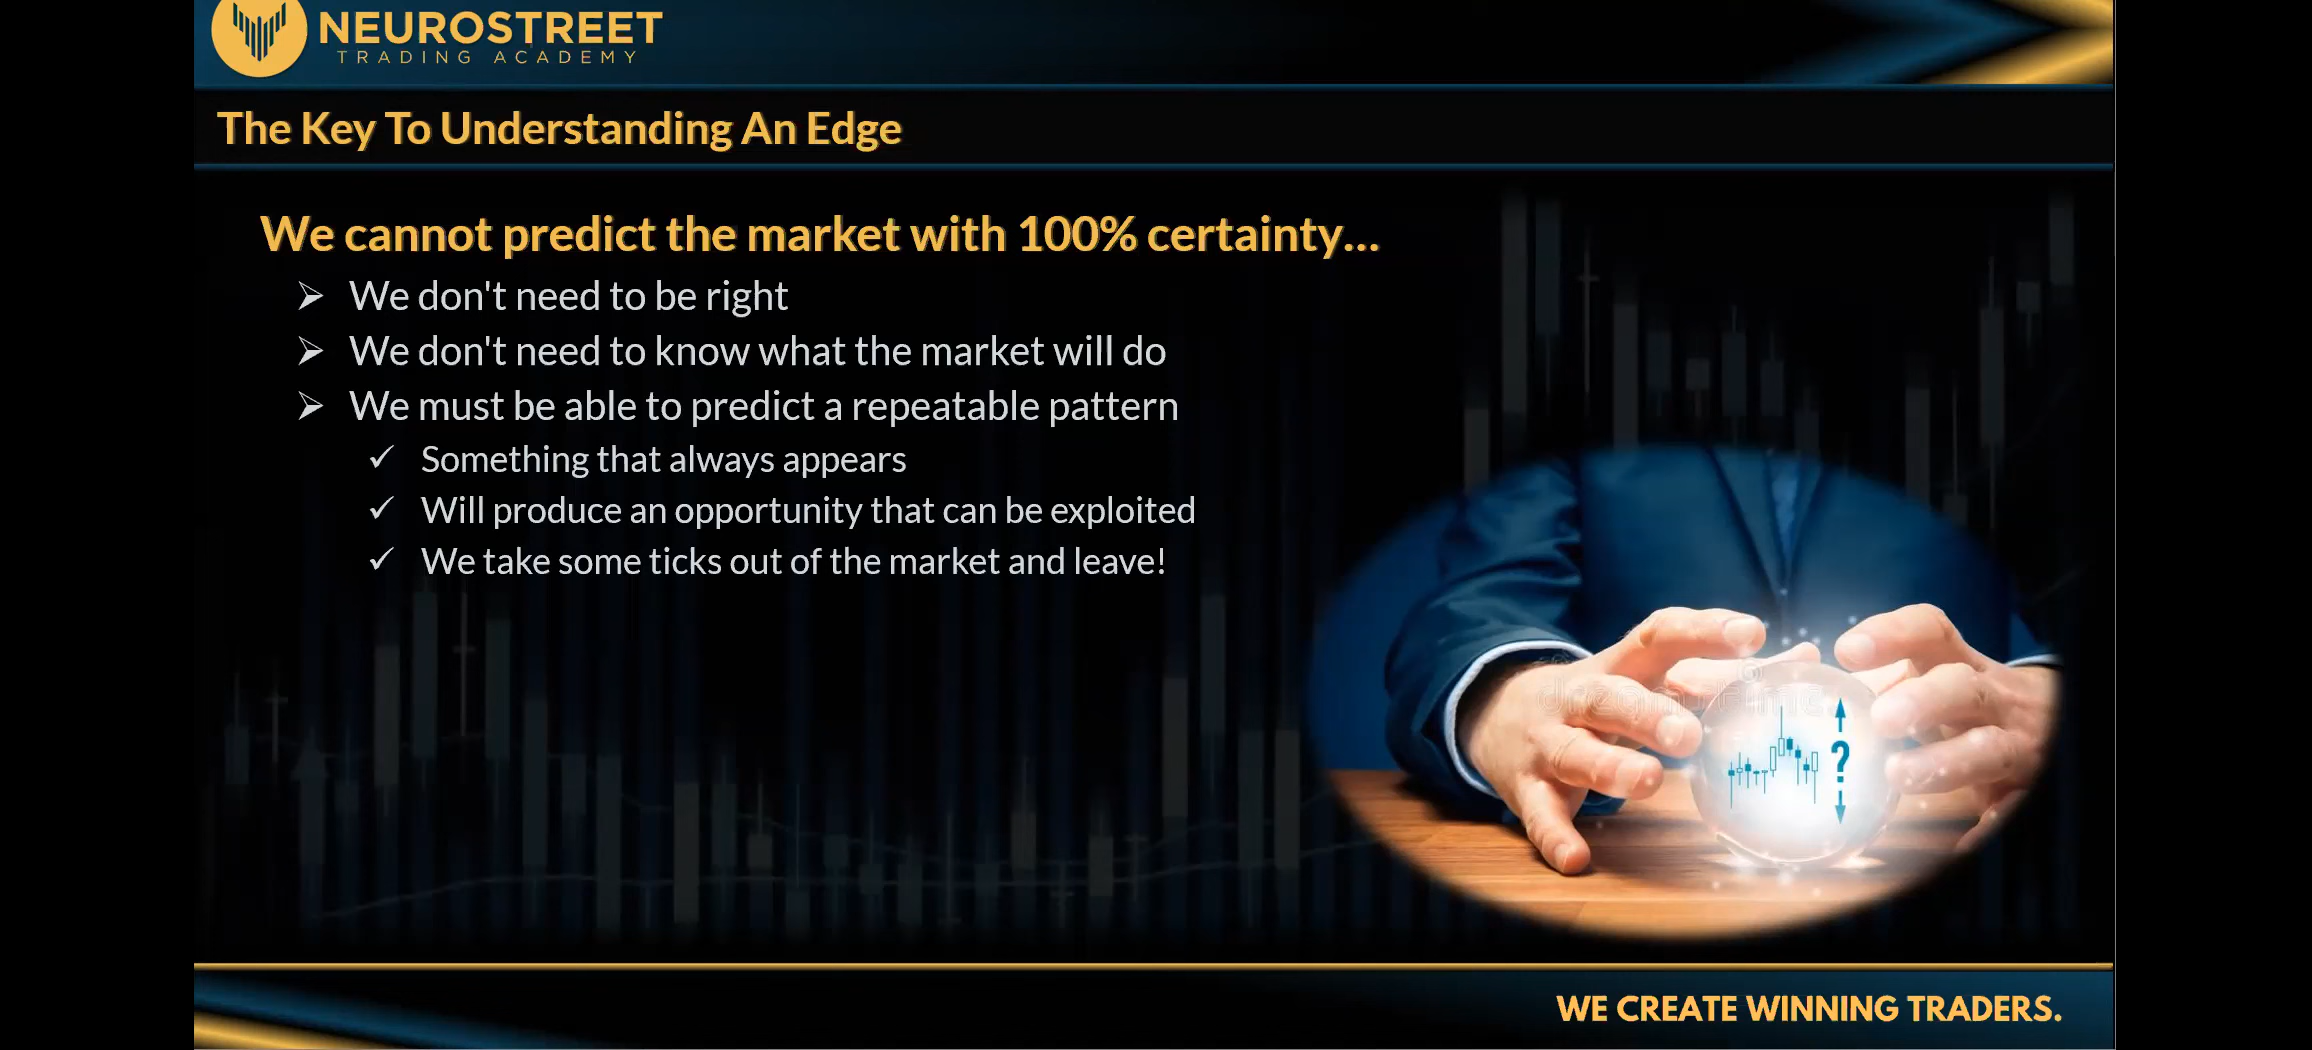 NEUROSTREET
TRADING ACADEMY
The Key To Understanding An Edge
We cannot predict the market with 100% certainty...
We don't need to be right
We don't need to know what the market will do
We must be able to predict a repeatable pattern
Something that always appears
Will produce an opportunity that can be exploited
We take some ticks out of the market and leave!
dreamstime
?
WE CREATE WINNING TRADERS.